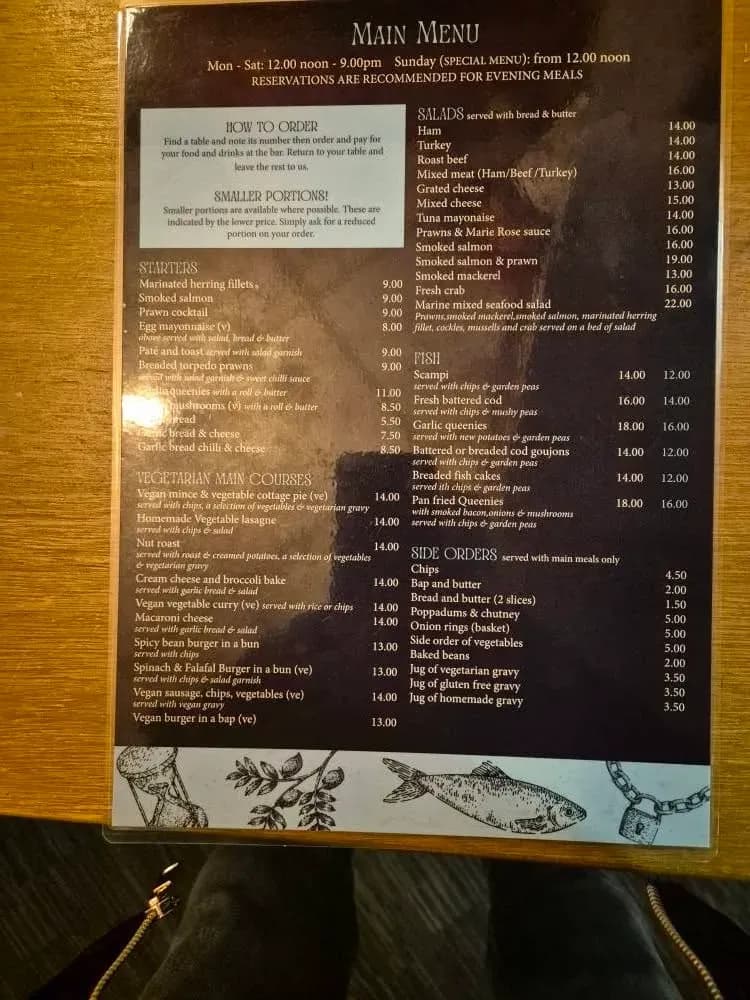 MAIN MENU
Mon - Sat: 12.00 noon - 9.00pm Sunday (SPECIAL MENU): from 12.00 noon
RESERVATIONS ARE RECOMMENDED FOR EVENING MEALS
HOW TO ORDER
Find a table and note its number then order and pay for
your food and drinks at the bar. Return to your table and
leave the rest to us.
SMALLER PORTIONS!
Smaller portions are available where possible. These are
indicated by the lower price. Simply ask for a reduced
portion on your order.
STARTERS
Marinated herring fillets 9.00
Smoked salmon 9.00
Prawn cocktail 9.00
Egg mayonnaise (v) 8.00
above served with salad, bread & butter
Pate and toast served with salad garnish 9.00
Breaded torpedo prawns 9.00
served with salad garnish & sweet chilli sauce
queenies with a roll & butter 11.00
mushrooms (v) with a roll & butter 8.50
bread 5.50
bread & cheese 7.50
Garlic bread chilli & cheese 8.50
VEGETARIAN MAIN COURSES
Vegan mince & vegetable cottage pie (ve) 14.00
served with chips, a selection of vegetables & vegetarian gravy
Homemade Vegetable lasagne 14.00
served with chips & salad
Nut roast 14.00
served with roast & creamed potatoes, a selection of vegetables
& vegetarian gravy
Cream cheese and broccoli bake 14.00
served with garlic bread & salad
Vegan vegetable curry (ve) served with rice or chips 14.00
Macaroni cheese 14.00
served with garlic bread & salad
Spicy bean burger in a bun 13.00
served with chips
Spinach & Falafal Burger in a bun (ve) 13.00
served with chips & salad garnish
Vegan sausage, chips, vegetables (ve) 14.00
served with vegan gravy
Vegan burger in a bap (ve) 13.00
SALADS served with bread & butter
Ham 14.00
Turkey 14.00
Roast beef 14.00
Mixed meat (Ham/Beef /Turkey) 16.00
Grated cheese 13.00
Mixed cheese 15.00
Tuna mayonaise 14.00
Prawns & Marie Rose sauce 16.00
Smoked salmon 16.00
Smoked salmon & prawn 19.00
Smoked mackerel 13.00
Fresh crab 16.00
Marine mixed seafood salad 22.00
Prawns,smoked mackerel,smoked salmon, marinated herring
fillet, cockles, mussells and crab served on a bed of salad
FISH
Scampi 14.00 12.00
served with chips & garden peas
Fresh battered cod 16.00 14.00
served with chips & mushy peas
Garlic queenies 18.00 16.00
served with new potatoes & garden peas
Battered or breaded cod goujons 14.00 12.00
served with chips & garden peas
Breaded fish cakes 14.00 12.00
served ith chips & garden peas
Pan fried Queenies 18.00 16.00
with smoked bacon,onions & mushrooms
served with chips & garden peas
SIDE ORDERS served with main meals only
Chips 4.50
Bap and butter 2.00
Bread and butter (2 slices) 1.50
Poppadums & chutney 5.00
Onion rings (basket) 5.00
Side order of vegetables 5.00
Baked beans 2.00
Jug of vegetarian gravy 3.50
Jug of gluten free gravy 3.50
Jug of homemade gravy 3.50